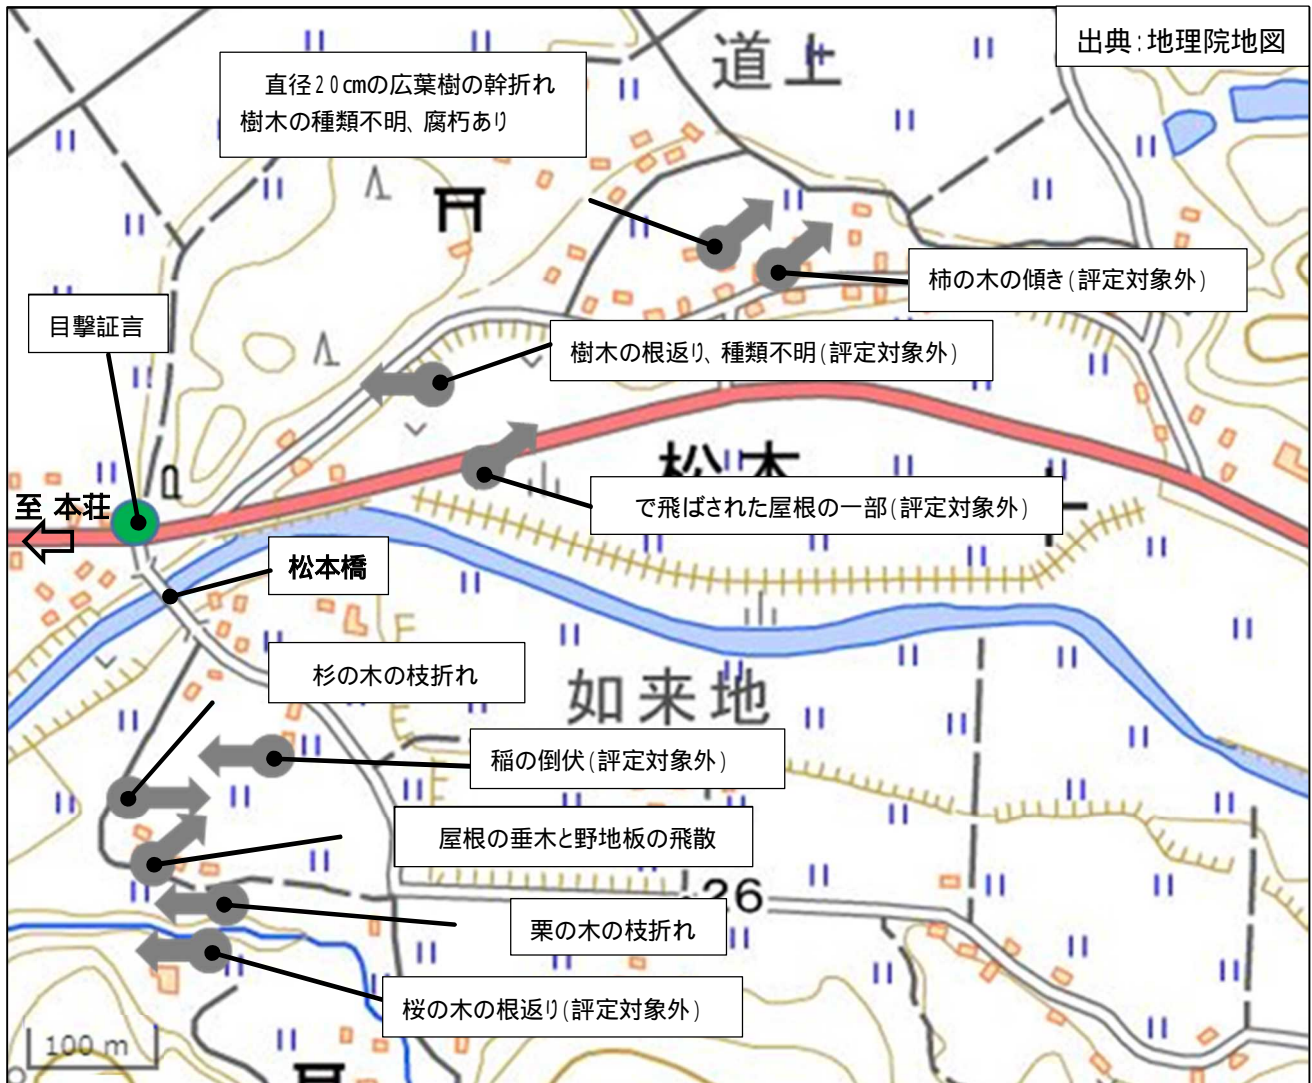 出典:地理院地図
道上
直径20cmの広葉樹の幹折れ
樹木の種類不明、腐朽あり
柿の木の傾き(評定対象外)
目撃証言
樹木の根返り、種類不明(評定対象外)
松本
至 本荘
で飛ばされた屋根の一部(評定対象外)
松本橋
杉の木の枝折れ
如来地
稲の倒伏(評定対象外)
屋根の垂木と野地板の飛散
26
栗の木の枝折れ
桜の木の根返り(評定対象外)
100 m